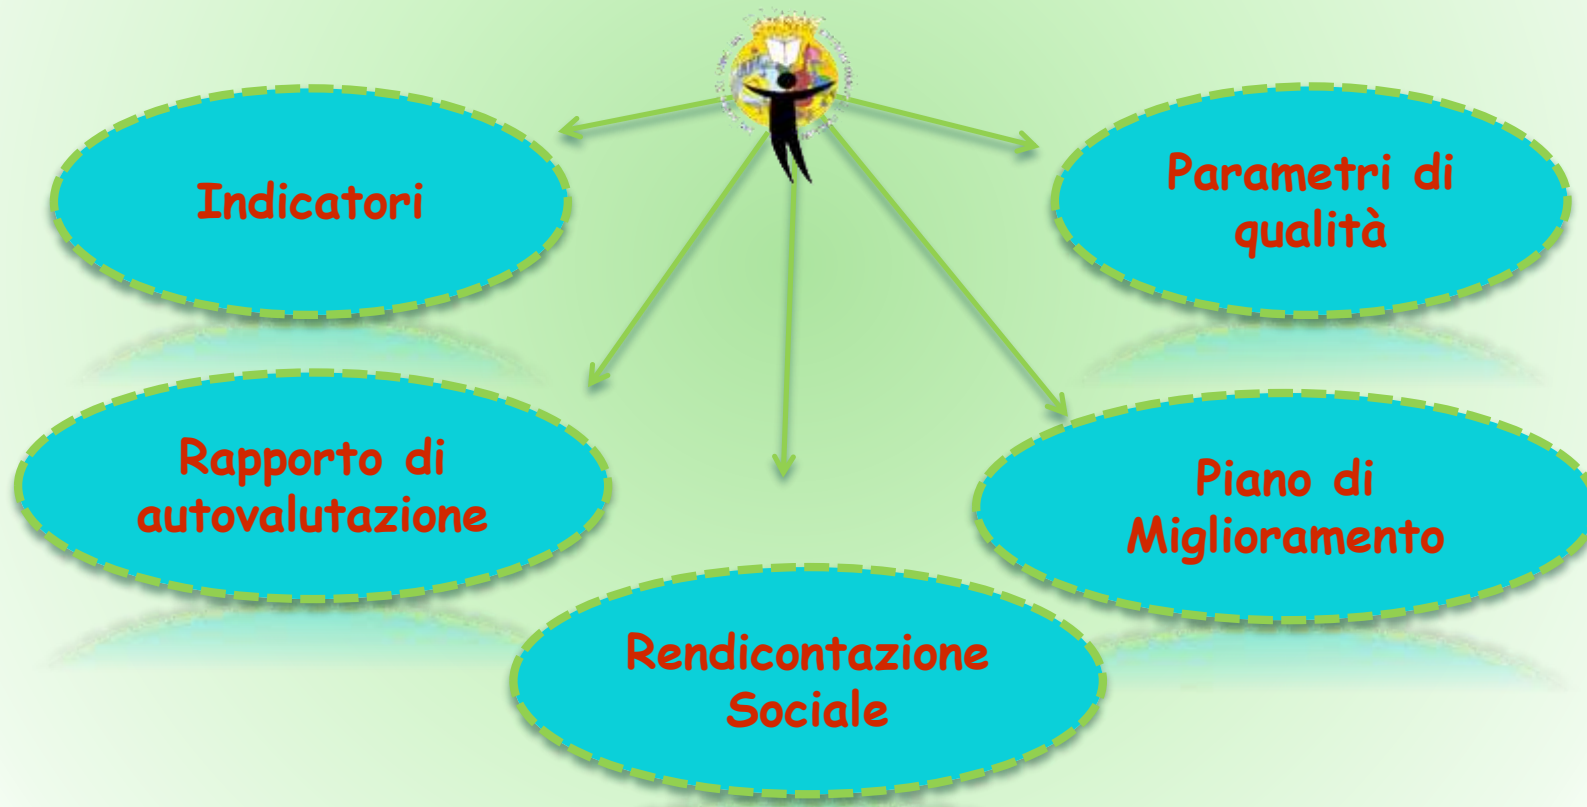 Indicatori
Parametri di
qualità
Rapporto di
autovalutazione
Piano di
Miglioramento
Rendicontazione
Sociale